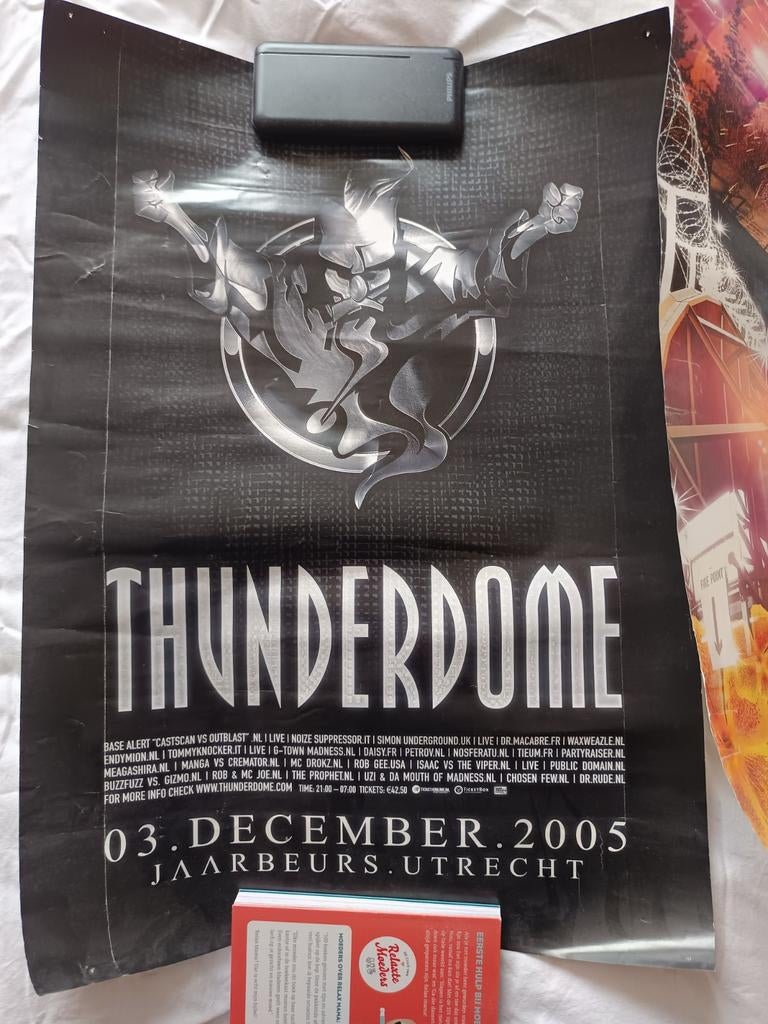 PHILIPS
THUNDERDOME
BASE ALERT "CASTSCAN VS OUTBLAST" .NL | LIVE | NOIZE SUPPRESSOR.IT | SIMON UNDERGROUND.UK | LIVE | DR.MACABRE.FR | WAXWEAZLE.NL
ENDYMION.NL | TOMMYKNOCKER.IT | LIVE | G-TOWN MADNESS.NL | DAISY.FR | PETROV.NL | NOSFERATU.NL | TIEUM.FR | PARTYRAISER.NL
MEAGASHIRA.NL | MANGA VS CREMATOR.NL | MC DROKZ.NL | ROB GEE.USA | ISAAC VS THE VIPER.NL | LIVE | PUBLIC DOMAIN.NL
BUZZFUZZ VS. GIZMO.NL | ROB & MC JOE.NL | THE PROPHET.NL | UZI & DA MOUTH OF MADNESS.NL | CHOSEN FEW.NL | DR.RUDE.NL
FOR MORE INFO CHECK WWW.THUNDERDOME.COM TIME: 21:00 - 07:00 TICKETS: €42,50 TICKETBOX
03.DECEMBER.2005
JAARBEURS.UTRECHT
FIRE POINT
EERSTE HULP BIJ MOE
Relaxte
Moeders
MOEDERS OVER RELAX MAMA